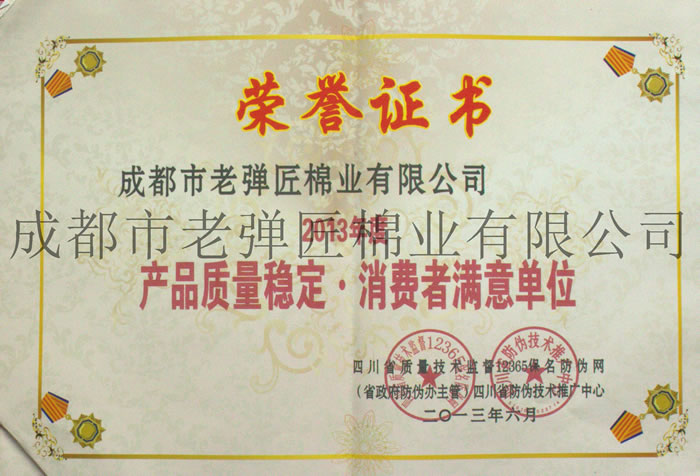 荣誉证书
成都市老弹匠棉业有限公司
成都市老弹匠棉业有限公司
2013年度
产品质量稳定·消费者满意单位
四川省质量技术监督12365保名防伪网
（省政府防伪办主管）四川省防伪技术推广中心
二〇一三年六月